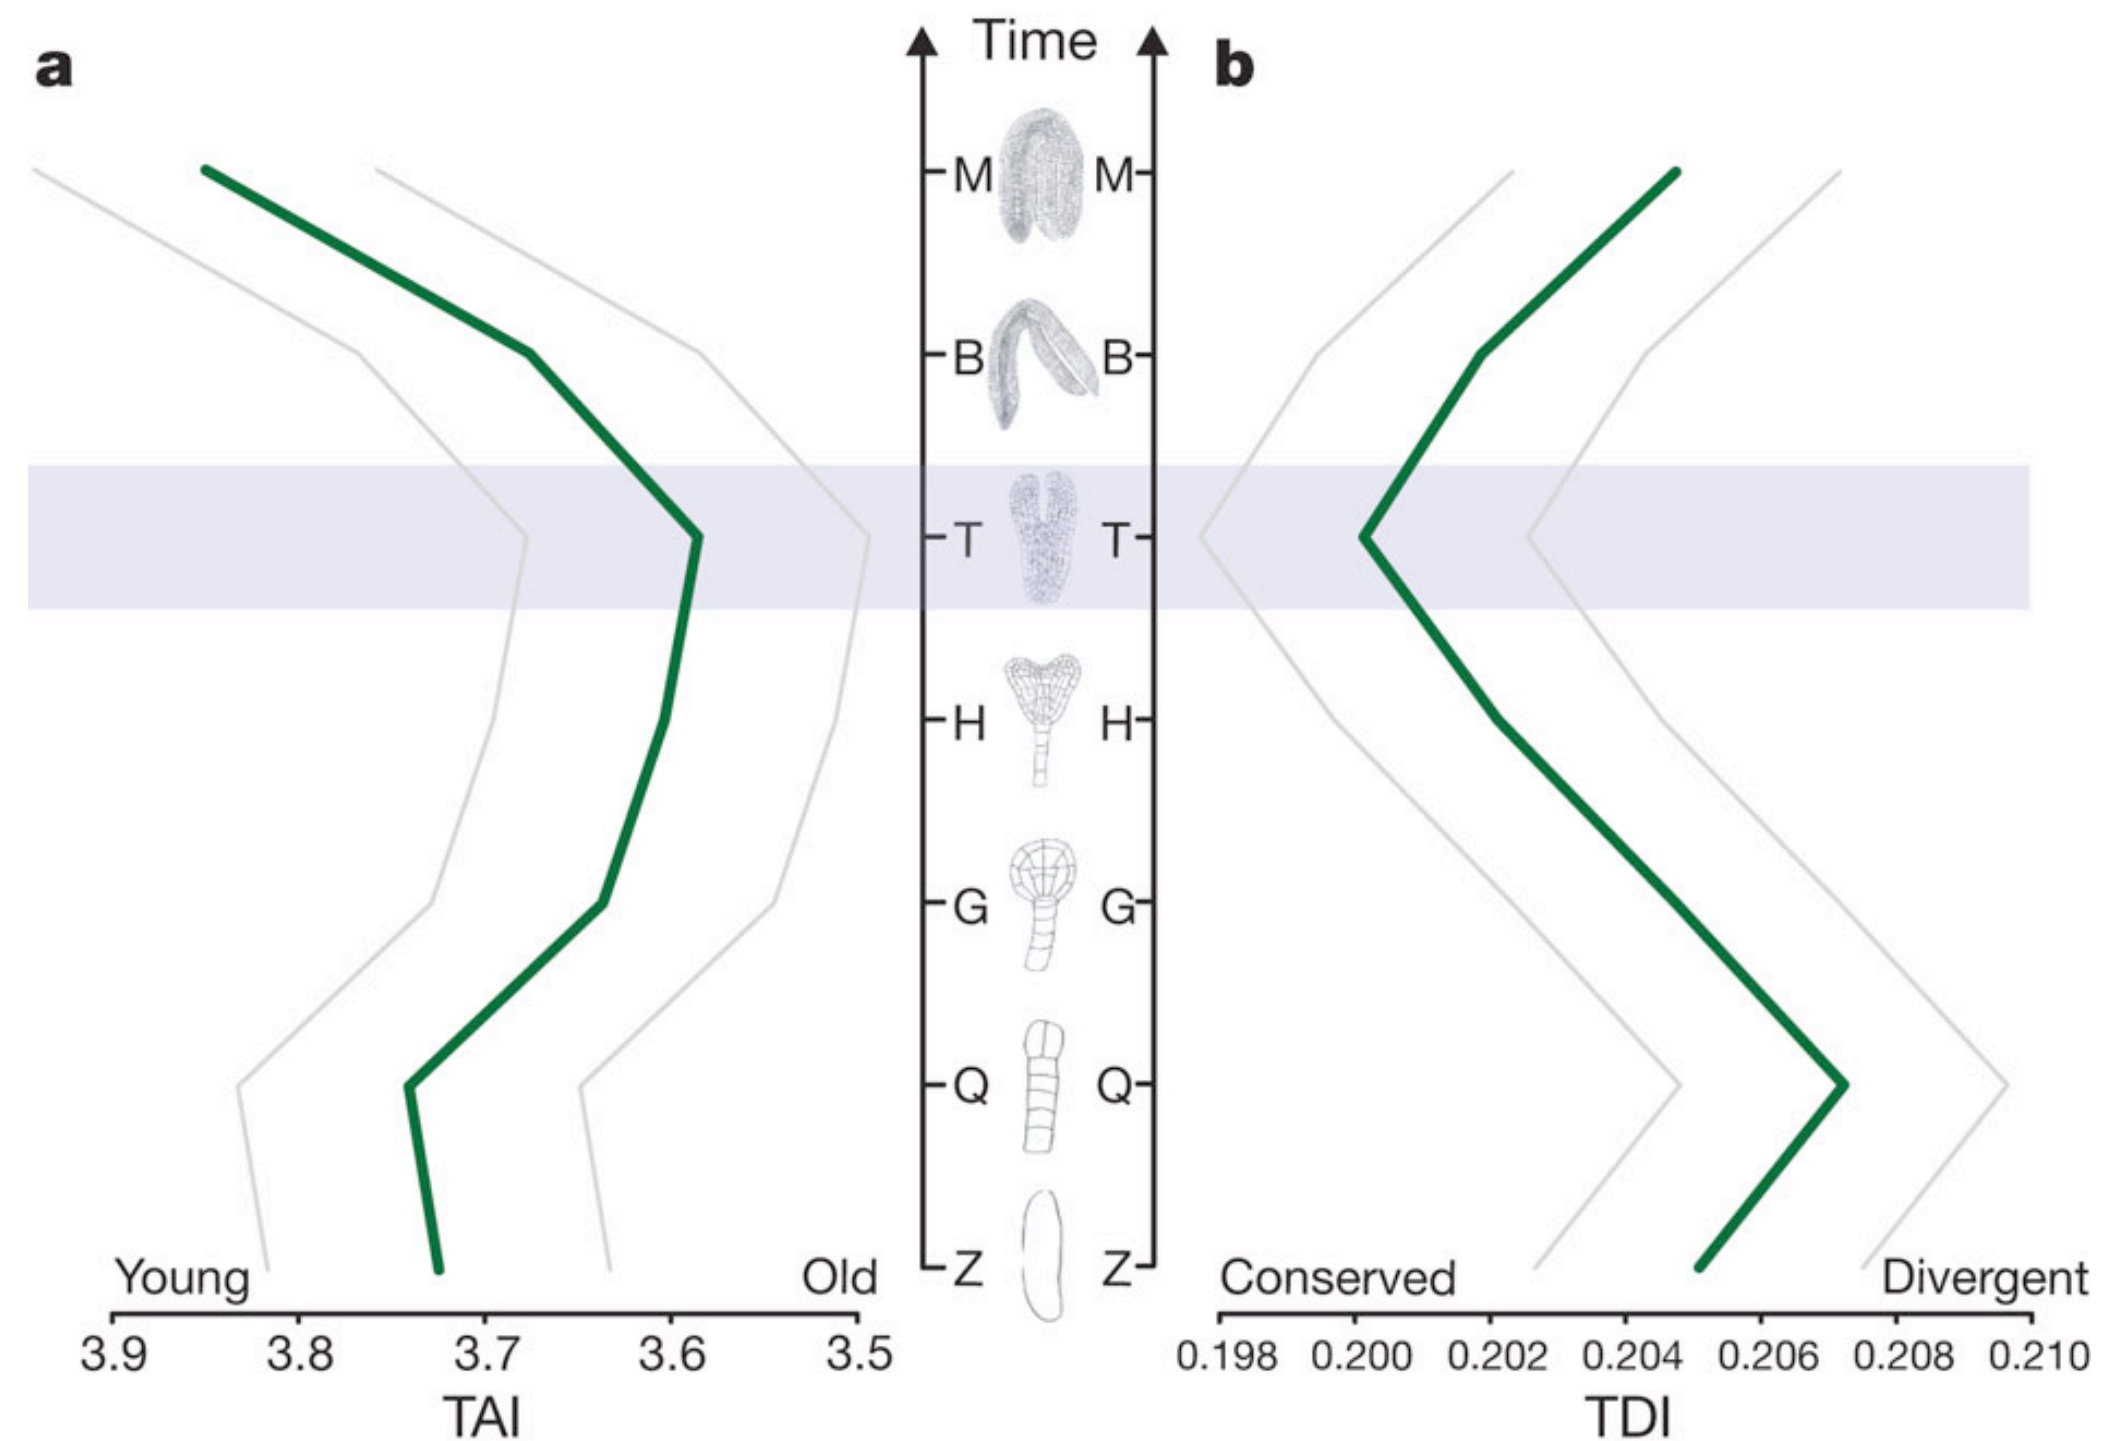 a
Time
b
M
M
B
B
T
T
H
H
G
G
Q
Q
Z
Z
Young
Old
Conserved
Divergent
3.9 3.8 3.7 3.6 3.5
0.198 0.200 0.202 0.204 0.206 0.208 0.210
TAI
TDI